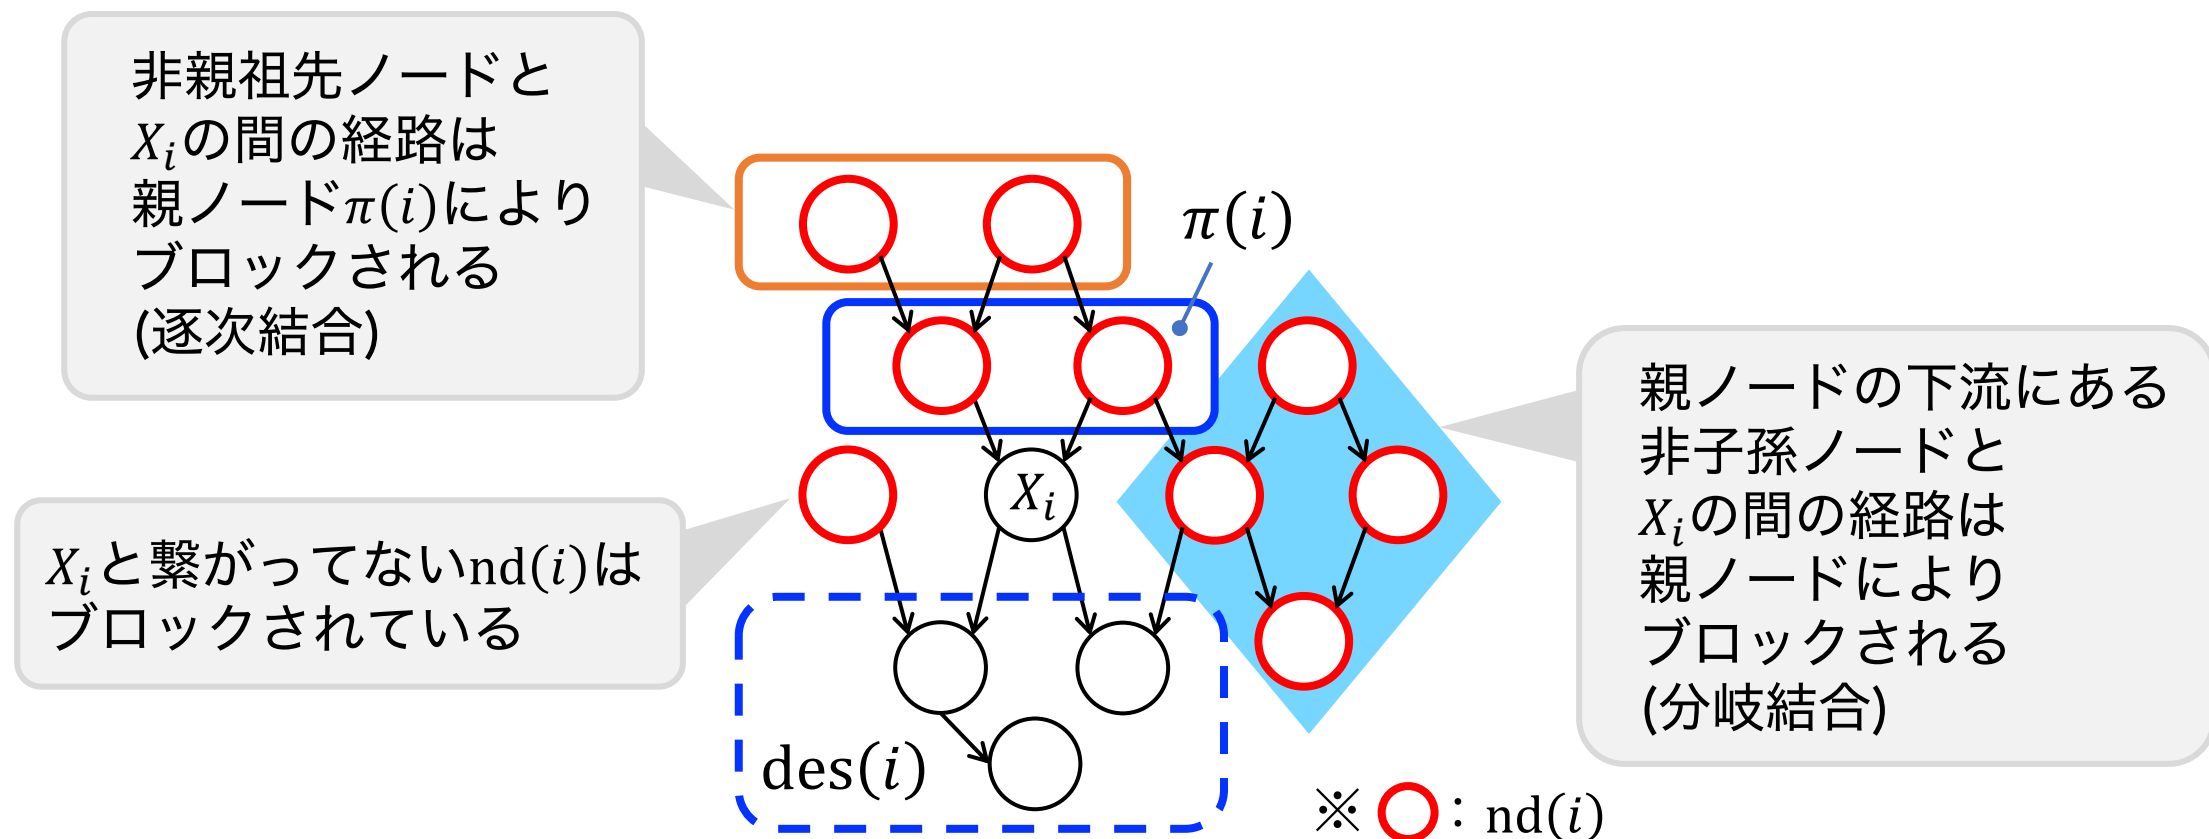 非親祖先ノードと
X_iの間の経路は
親ノードπ(i)により
ブロックされる
(逐次結合)
π(i)
親ノードの下流にある
非子孫ノードと
X_iの間の経路は
親ノードにより
ブロックされる
(分岐結合)
X_i
X_iと繋がってないnd(i)は
ブロックされている
des(i)
※ ○ : nd(i)